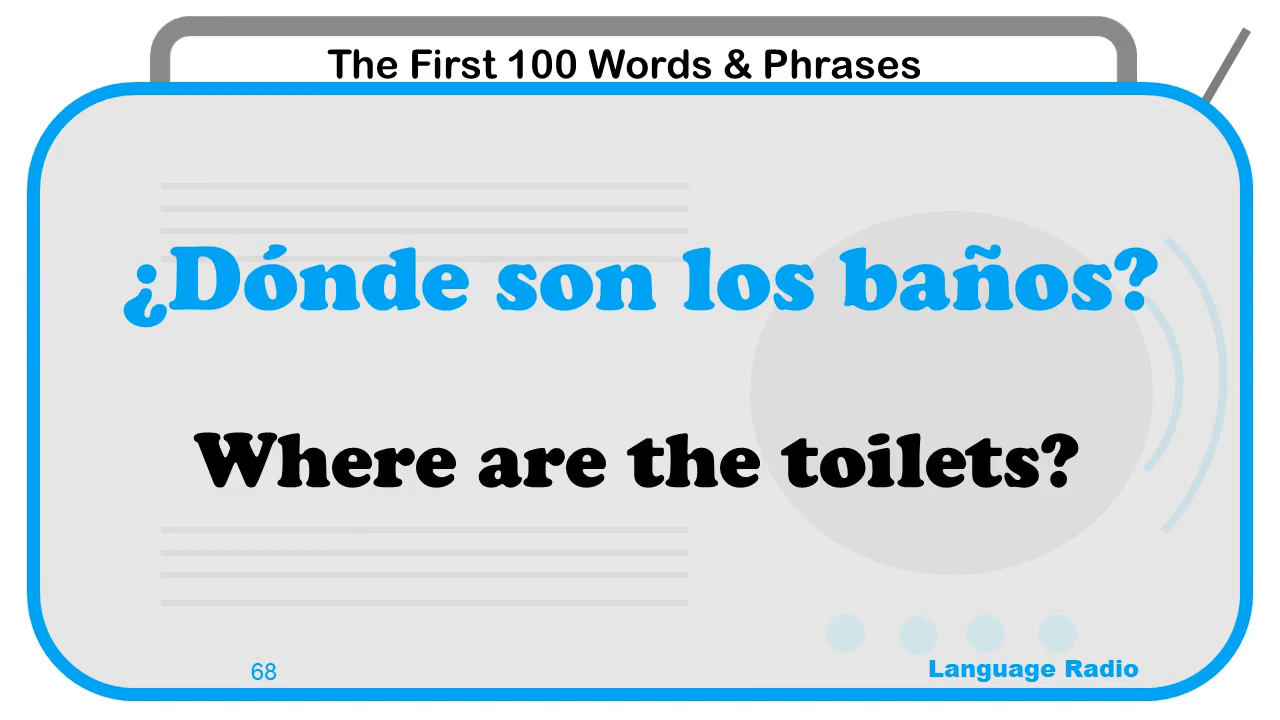 The First 100 Words & Phrases
¿Dónde son los baños?
Where are the toilets?
68
Language Radio